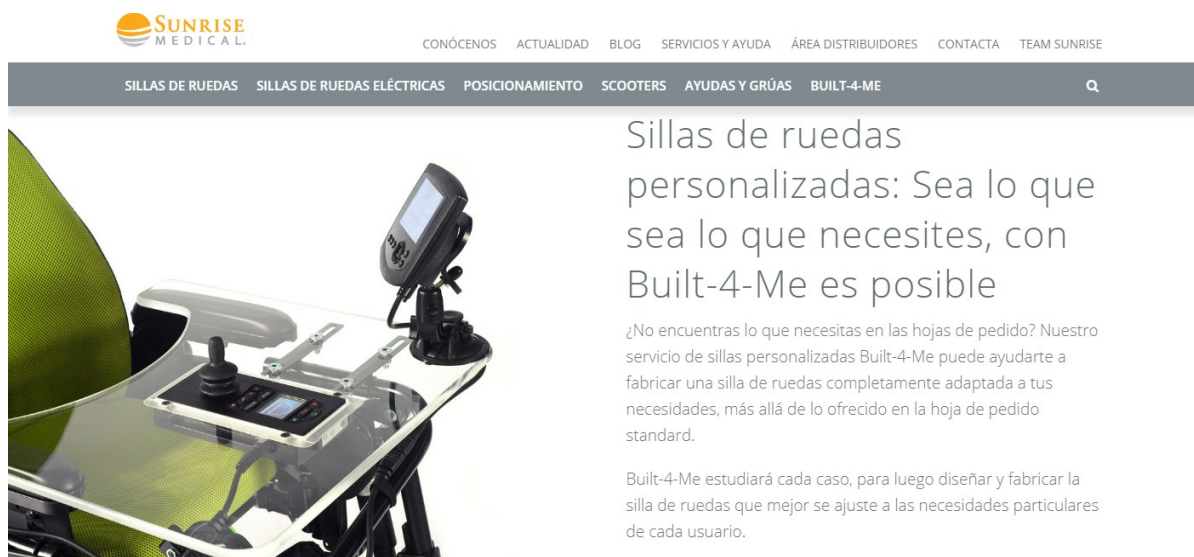 SUNRISE
MEDICAL.
CONÓCENOS ACTUALIDAD BLOG SERVICIOS Y AYUDA ÁREA DISTRIBUIDORES CONTACTA TEAM SUNRISE
SILLAS DE RUEDAS SILLAS DE RUEDAS ELÉCTRICAS POSICIONAMIENTO SCOOTERS AYUDAS Y GRÚAS BUILT-4-ME
Sillas de ruedas
personalizadas: Sea lo que
sea lo que necesites, con
Built-4-Me es posible
¿No encuentras lo que necesitas en las hojas de pedido? Nuestro
servicio de sillas personalizadas Built-4-Me puede ayudarte a
fabricar una silla de ruedas completamente adaptada a tus
necesidades, más allá de lo ofrecido en la hoja de pedido
standard.
Built-4-Me estudiará cada caso, para luego diseñar y fabricar la
silla de ruedas que mejor se ajuste a las necesidades particulares
de cada usuario.